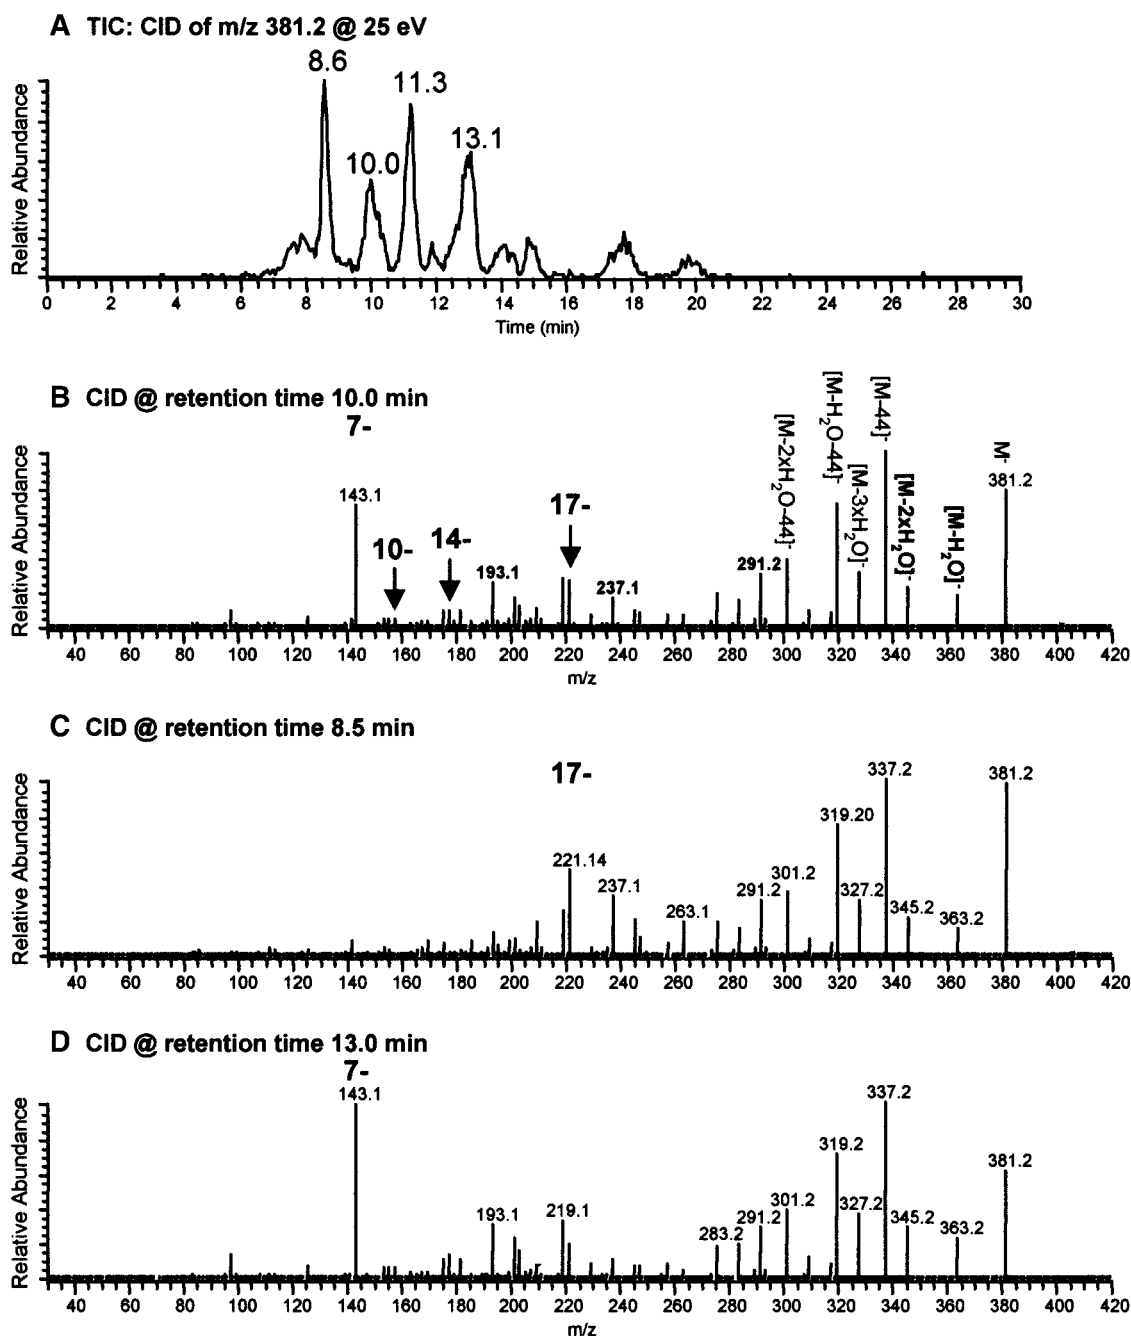 A TIC: CID of m/z 381.2 @ 25 eV
8.6
11.3
10.0
13.1
Relative Abundance
0 2 4 6 8 10 12 14 16 18 20 22 24 26 28 30
Time (min)
B CID @ retention time 10.0 min
7-
143.1
10-
14-
193.1
17-
237.1
291.2
[M-2xH2O-44]-
[M-H2O-44]-
[M-3xH2O]-
[M-44]-
[M-2xH2O]-
[M-H2O]-
M-
381.2
Relative Abundance
40 60 80 100 120 140 160 180 200 220 240 260 280 300 320 340 360 380 400 420
m/z
C CID @ retention time 8.5 min
17-
221.14
237.1
263.1
291.2
301.2
319.20
327.2
337.2
345.2
363.2
381.2
Relative Abundance
40 60 80 100 120 140 160 180 200 220 240 260 280 300 320 340 360 380 400 420
D CID @ retention time 13.0 min
7-
143.1
193.1
219.1
283.2
291.2
301.2
319.2
327.2
337.2
345.2
363.2
381.2
Relative Abundance
40 60 80 100 120 140 160 180 200 220 240 260 280 300 320 340 360 380 400 420
m/z